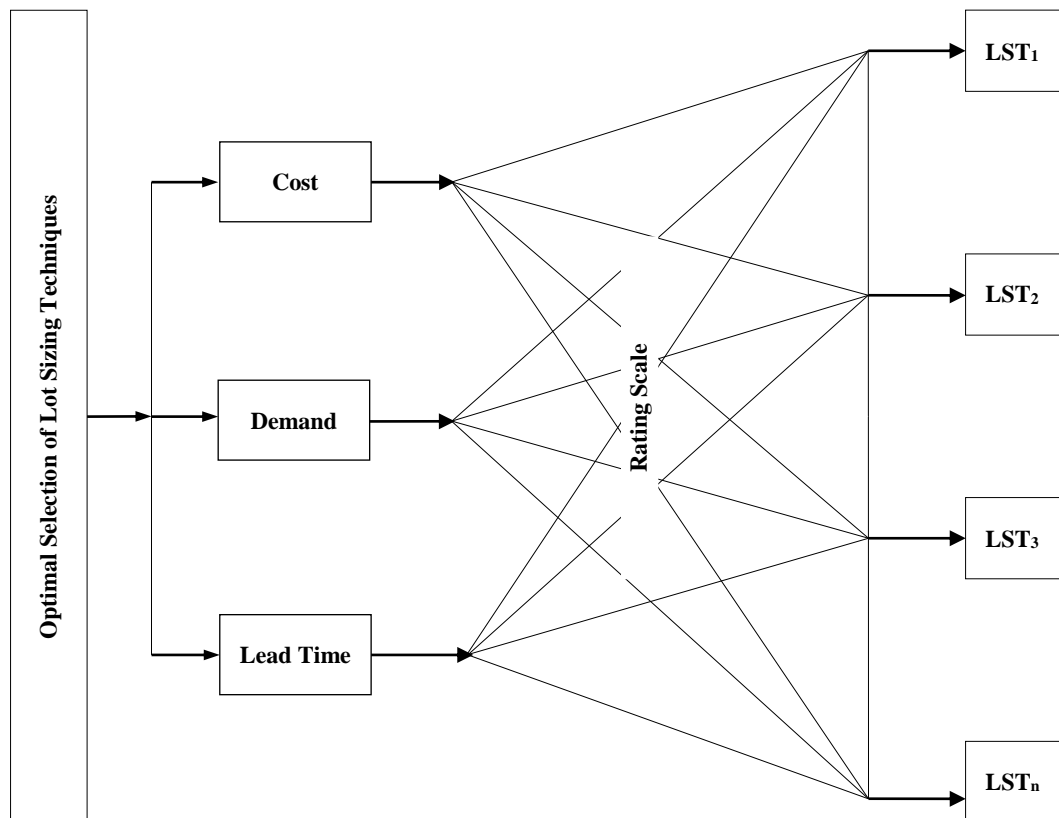 Optimal Selection of Lot Sizing Techniques
Cost
Demand
Lead Time
Rating Scale
LST₁
LST₂
LST₃
LSTₙ